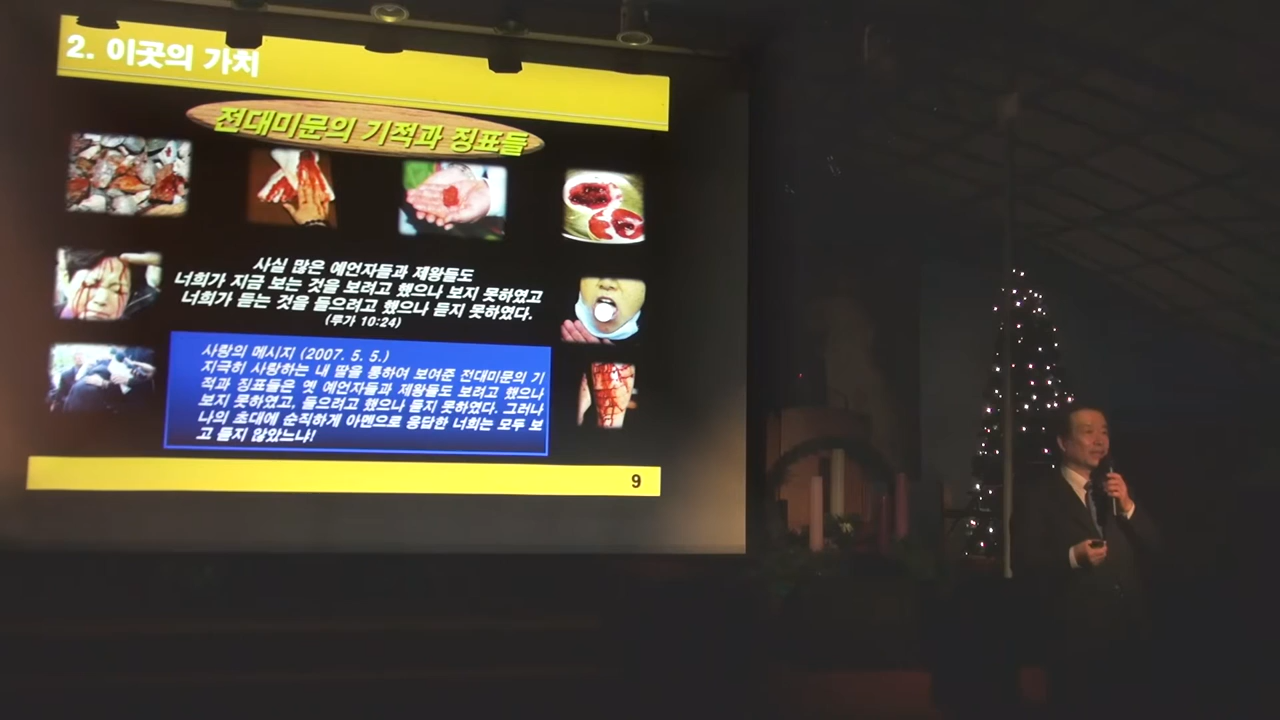 2. 이곳의 가치
전대미문의 기적과 징표들
사실 많은 예언자들과 제왕들도
너희가 지금 보는 것을 보려고 했으나 보지 못하였고
너희가 듣는 것을 들으려고 했으나 듣지 못하였다.
(루가 10:24)
사랑의 메시지 (2007. 5. 5.)
지극히 사랑하는 내 딸을 통하여 보여준 전대미문의 기
적과 징표들은 옛 예언자들과 제왕들도 보려고 했으나
보지 못하였고, 들으려고 했으나 듣지 못하였다. 그러나
나의 초대에 순직하게 아멘으로 응답한 너희는 모두 보
고 듣지 않았느냐!
9